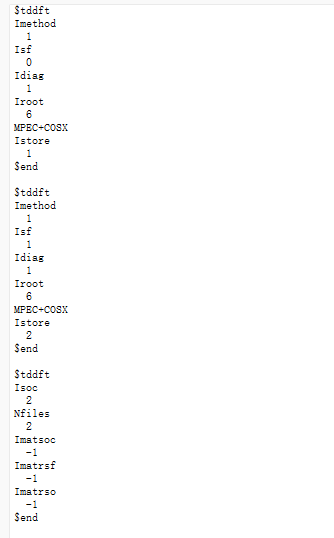 $tddft
Imethod
1
Isf
0
Idiag
1
Iroot
6
MPEC+COSX
Istore
1
$end
$tddft
Imethod
1
Isf
1
Idiag
1
Iroot
6
MPEC+COSX
Istore
2
$end
$tddft
Isoc
2
Nfiles
2
Imatsoc
-1
Imatrsf
-1
Imatrso
-1
$end